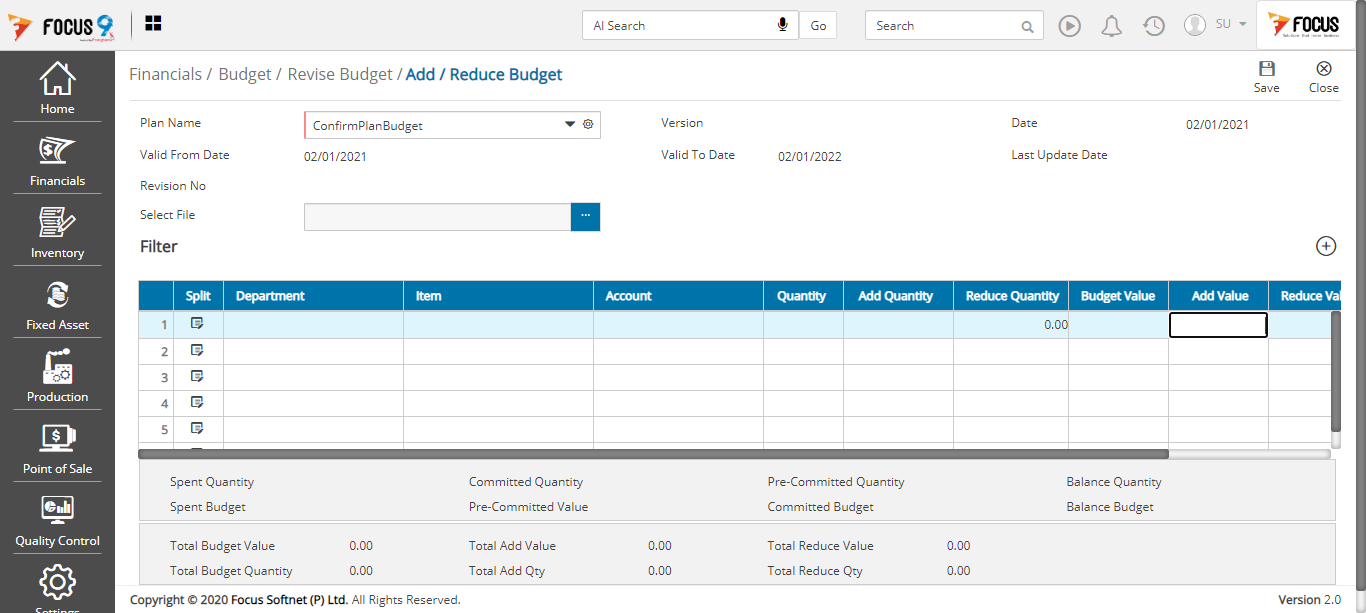 FOCUS 9
AI Search
Go
Search
SU
FOCUS
Home
Financials
Inventory
Fixed Asset
Production
Point of Sale
Quality Control
Settings
Financials / Budget / Revise Budget / Add / Reduce Budget
Save
Close
Plan Name
ConfirmPlanBudget
Version
Date
02/01/2021
Valid From Date
02/01/2021
Valid To Date
02/01/2022
Last Update Date
Revision No
Select File
...
Filter
Split Department Item Account Quantity Add Quantity Reduce Quantity Budget Value Add Value Reduce Val
1 0.00
2
3
4
5
Spent Quantity Committed Quantity Pre-Committed Quantity Balance Quantity
Spent Budget Pre-Committed Value Committed Budget Balance Budget
Total Budget Value 0.00 Total Add Value 0.00 Total Reduce Value 0.00
Total Budget Quantity 0.00 Total Add Qty 0.00 Total Reduce Qty 0.00
Copyright © 2020 Focus Softnet (P) Ltd. All Rights Reserved.
Version 2.0